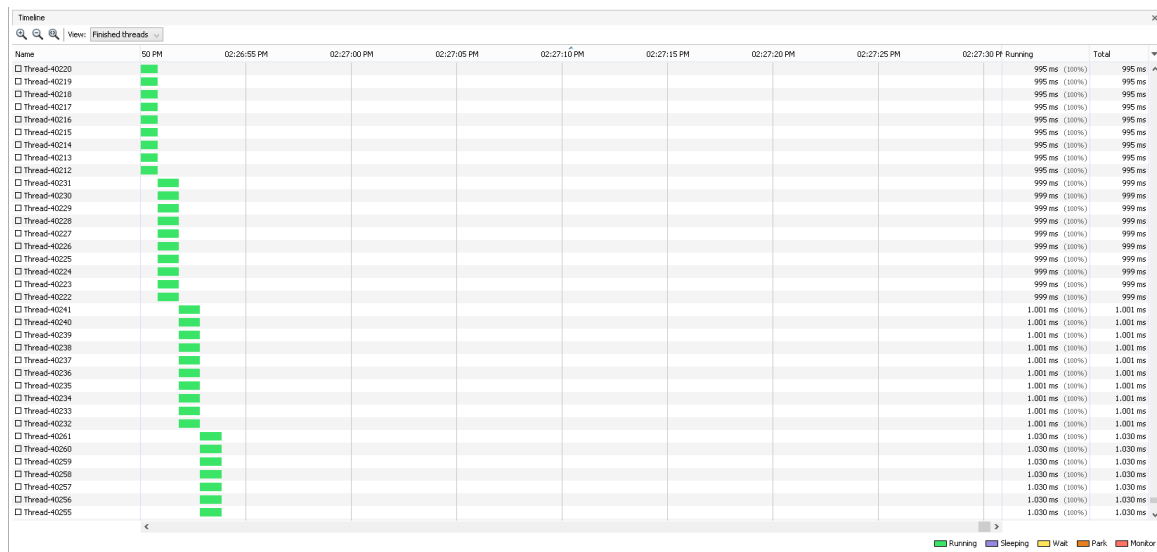 Timeline
View: Finished threads
Name 50 PM 02:26:55 PM 02:27:00 PM 02:27:05 PM 02:27:10 PM 02:27:15 PM 02:27:20 PM 02:27:25 PM 02:27:30 PM Running Total
Thread-40220 995 ms (100%) 995 ms
Thread-40219 995 ms (100%) 995 ms
Thread-40218 995 ms (100%) 995 ms
Thread-40217 995 ms (100%) 995 ms
Thread-40216 995 ms (100%) 995 ms
Thread-40215 995 ms (100%) 995 ms
Thread-40214 995 ms (100%) 995 ms
Thread-40213 995 ms (100%) 995 ms
Thread-40212 995 ms (100%) 995 ms
Thread-40231 999 ms (100%) 999 ms
Thread-40230 999 ms (100%) 999 ms
Thread-40229 999 ms (100%) 999 ms
Thread-40228 999 ms (100%) 999 ms
Thread-40227 999 ms (100%) 999 ms
Thread-40226 999 ms (100%) 999 ms
Thread-40225 999 ms (100%) 999 ms
Thread-40224 999 ms (100%) 999 ms
Thread-40223 999 ms (100%) 999 ms
Thread-40222 999 ms (100%) 999 ms
Thread-40241 1.001 ms (100%) 1.001 ms
Thread-40240 1.001 ms (100%) 1.001 ms
Thread-40239 1.001 ms (100%) 1.001 ms
Thread-40238 1.001 ms (100%) 1.001 ms
Thread-40237 1.001 ms (100%) 1.001 ms
Thread-40236 1.001 ms (100%) 1.001 ms
Thread-40235 1.001 ms (100%) 1.001 ms
Thread-40234 1.001 ms (100%) 1.001 ms
Thread-40233 1.001 ms (100%) 1.001 ms
Thread-40232 1.001 ms (100%) 1.001 ms
Thread-40261 1.030 ms (100%) 1.030 ms
Thread-40260 1.030 ms (100%) 1.030 ms
Thread-40259 1.030 ms (100%) 1.030 ms
Thread-40258 1.030 ms (100%) 1.030 ms
Thread-40257 1.030 ms (100%) 1.030 ms
Thread-40256 1.030 ms (100%) 1.030 ms
Thread-40255 1.030 ms (100%) 1.030 ms
Running Sleeping Wait Park Monitor